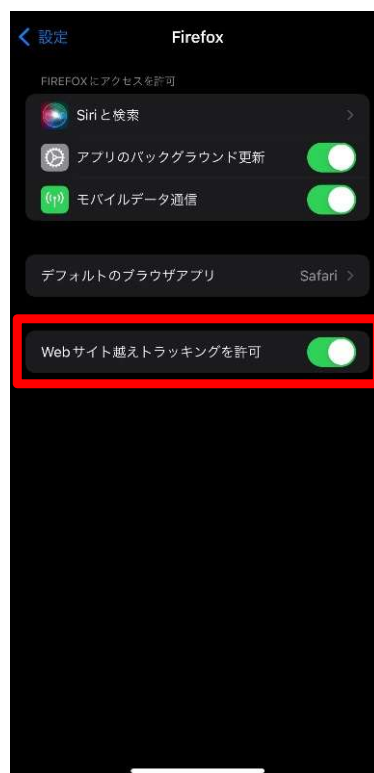 設定
Firefox
FIREFOXにアクセスを許可
Siriと検索
アプリのバックグラウンド更新
モバイルデータ通信
デフォルトのブラウザアプリ Safari
Webサイト越えトラッキングを許可